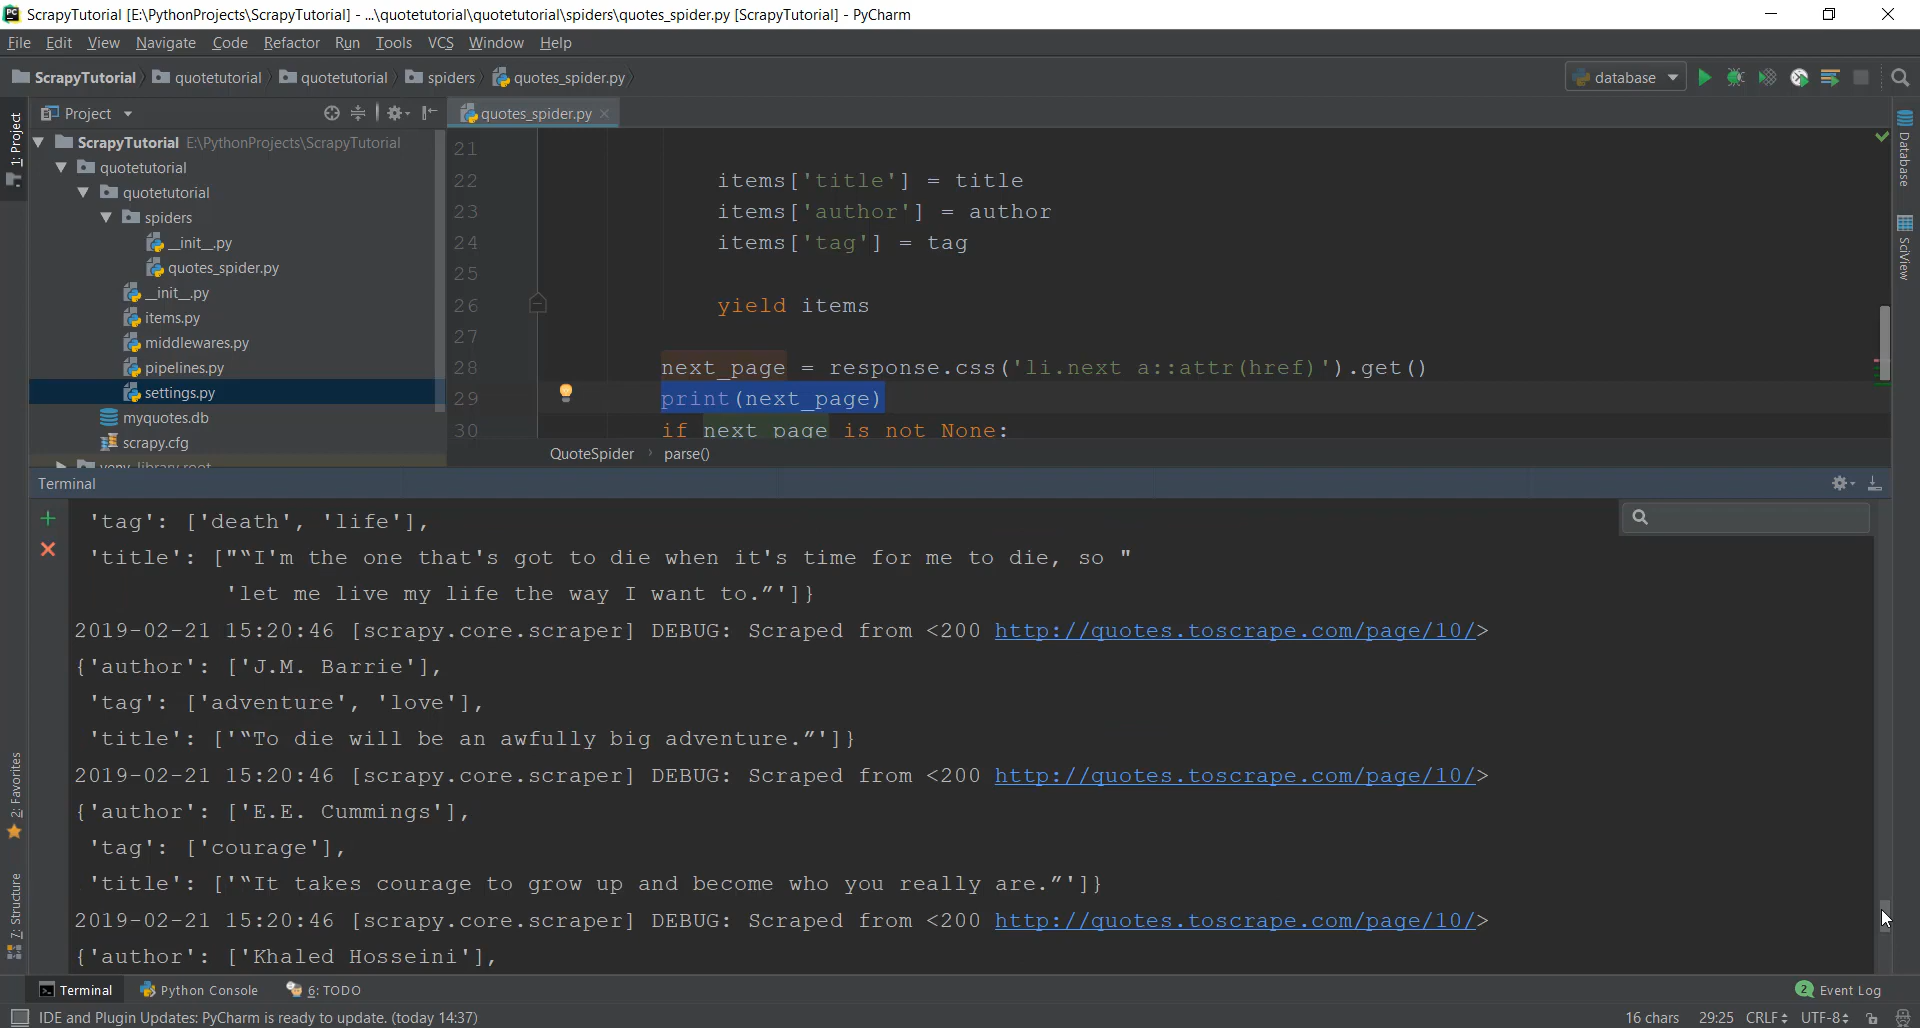 ScrapyTutorial [E:\PythonProjects\ScrapyTutorial] - ...\quotetutorial\quotetutorial\spiders\quotes_spider.py [ScrapyTutorial] - PyCharm
File Edit View Navigate Code Refactor Run Tools VCS Window Help
ScrapyTutorial quotetutorial quotetutorial spiders quotes_spider.py database
Project quotes_spider.py
1: Project
ScrapyTutorial E:\PythonProjects\ScrapyTutorial
quotetutorial
quotetutorial
spiders
__init__.py
quotes_spider.py
__init__.py
items.py
middlewares.py
pipelines.py
settings.py
myquotes.db
scrapy.cfg
venv library root
21
22 items['title'] = title
23 items['author'] = author
24 items['tag'] = tag
25
26 yield items
27
28 next_page = response.css('li.next a::attr(href)').get()
29 print(next_page)
30 if next_page is not None:
QuoteSpider parse()
Database
SciView
Terminal
'tag': ['death', 'life'],
'title': ["“I'm the one that's got to die when it's time for me to die, so "
'let me live my life the way I want to.”']}
2019-02-21 15:20:46 [scrapy.core.scraper] DEBUG: Scraped from <200 http://quotes.toscrape.com/page/10/>
{'author': ['J.M. Barrie'],
'tag': ['adventure', 'love'],
'title': ['“To die will be an awfully big adventure.”']}
2019-02-21 15:20:46 [scrapy.core.scraper] DEBUG: Scraped from <200 http://quotes.toscrape.com/page/10/>
{'author': ['E.E. Cummings'],
'tag': ['courage'],
'title': ['“It takes courage to grow up and become who you really are.”']}
2019-02-21 15:20:46 [scrapy.core.scraper] DEBUG: Scraped from <200 http://quotes.toscrape.com/page/10/>
{'author': ['Khaled Hosseini'],
2: Favorites
7: Structure
Terminal Python Console 6: TODO 2 Event Log
IDE and Plugin Updates: PyCharm is ready to update. (today 14:37) 16 chars 29:25 CRLF UTF-8